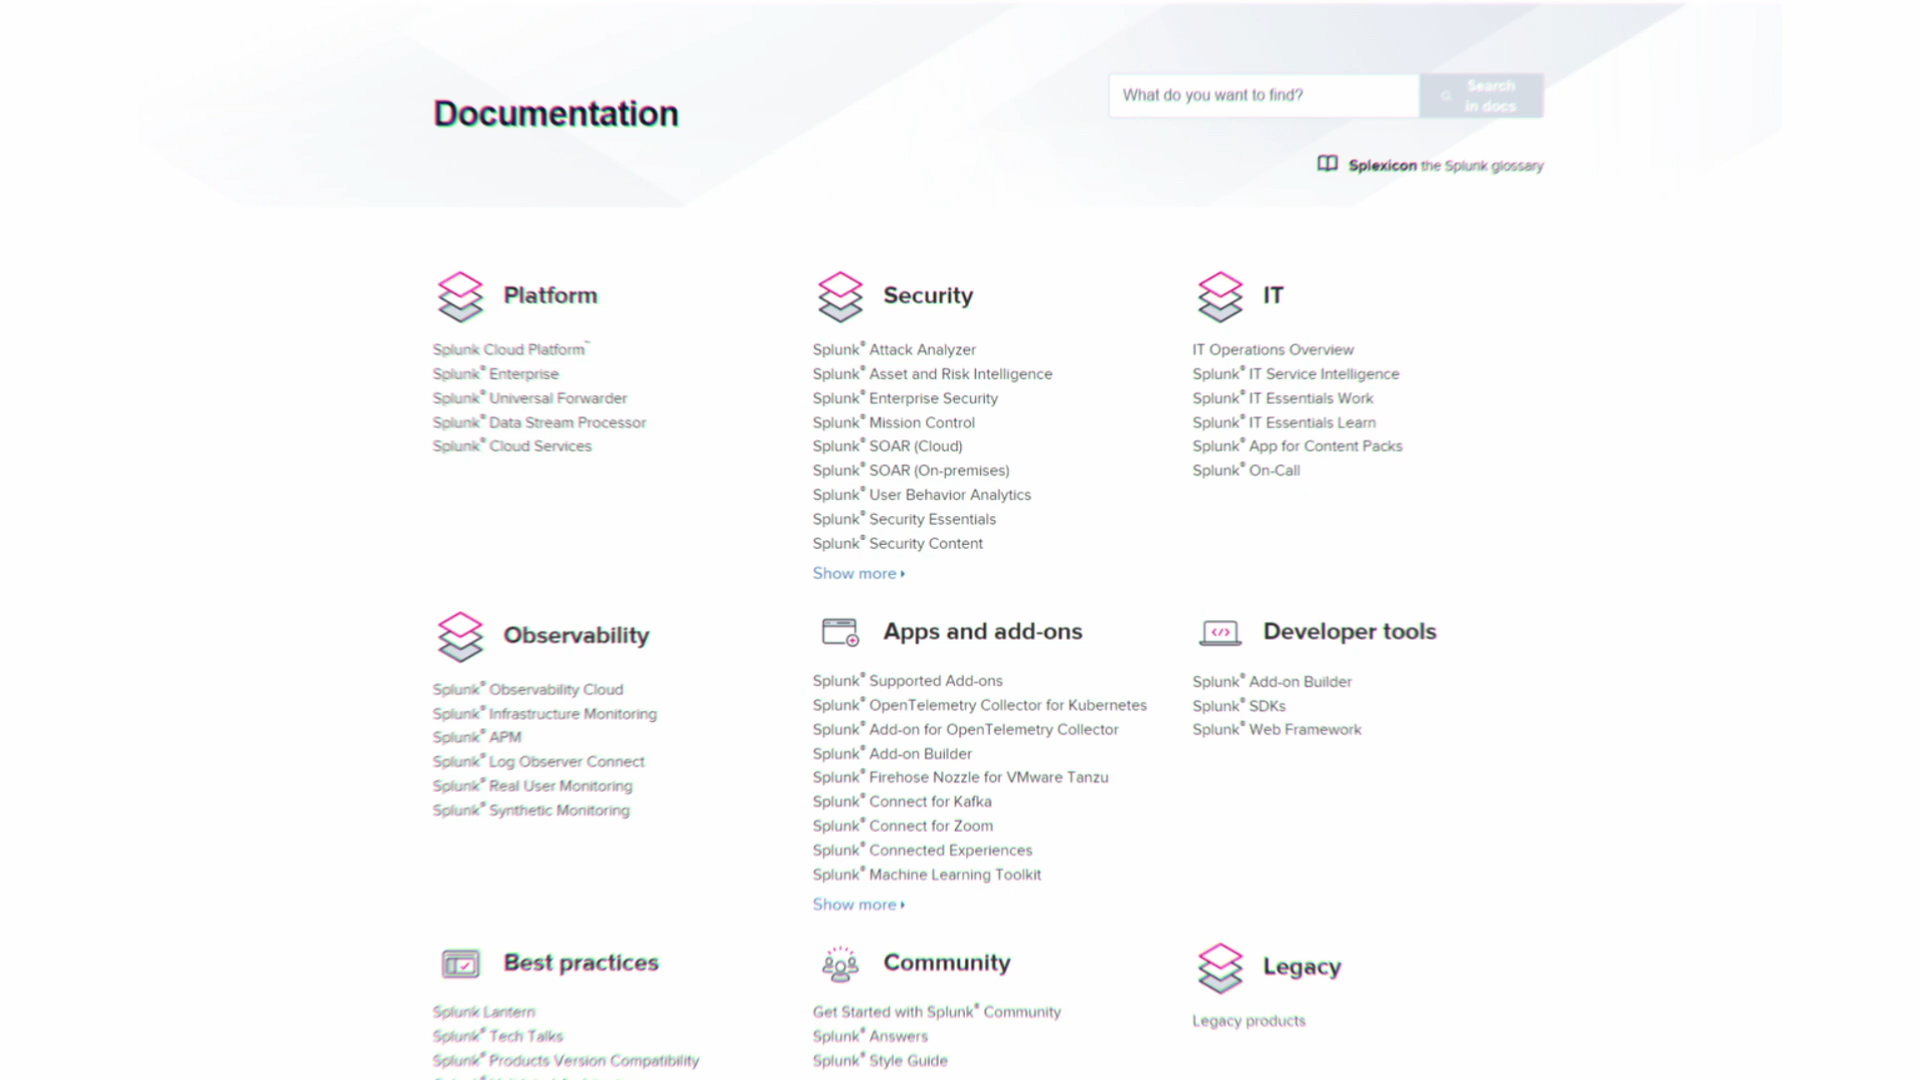 Documentation
What do you want to find?
Search
in docs
Splexicon the Splunk glossary
Platform
Splunk Cloud Platform™
Splunk® Enterprise
Splunk® Universal Forwarder
Splunk® Data Stream Processor
Splunk® Cloud Services
Security
Splunk® Attack Analyzer
Splunk® Asset and Risk Intelligence
Splunk® Enterprise Security
Splunk® Mission Control
Splunk® SOAR (Cloud)
Splunk® SOAR (On-premises)
Splunk® User Behavior Analytics
Splunk® Security Essentials
Splunk® Security Content
Show more
IT
IT Operations Overview
Splunk® IT Service Intelligence
Splunk® IT Essentials Work
Splunk® IT Essentials Learn
Splunk® App for Content Packs
Splunk® On-Call
Observability
Splunk® Observability Cloud
Splunk® Infrastructure Monitoring
Splunk® APM
Splunk® Log Observer Connect
Splunk® Real User Monitoring
Splunk® Synthetic Monitoring
Apps and add-ons
Splunk® Supported Add-ons
Splunk® OpenTelemetry Collector for Kubernetes
Splunk® Add-on for OpenTelemetry Collector
Splunk® Add-on Builder
Splunk® Firehose Nozzle for VMware Tanzu
Splunk® Connect for Kafka
Splunk® Connect for Zoom
Splunk® Connected Experiences
Splunk® Machine Learning Toolkit
Show more
Developer tools
Splunk® Add-on Builder
Splunk® SDKs
Splunk® Web Framework
Best practices
Splunk Lantern
Splunk® Tech Talks
Splunk® Products Version Compatibility
Community
Get Started with Splunk® Community
Splunk® Answers
Splunk® Style Guide
Legacy
Legacy products